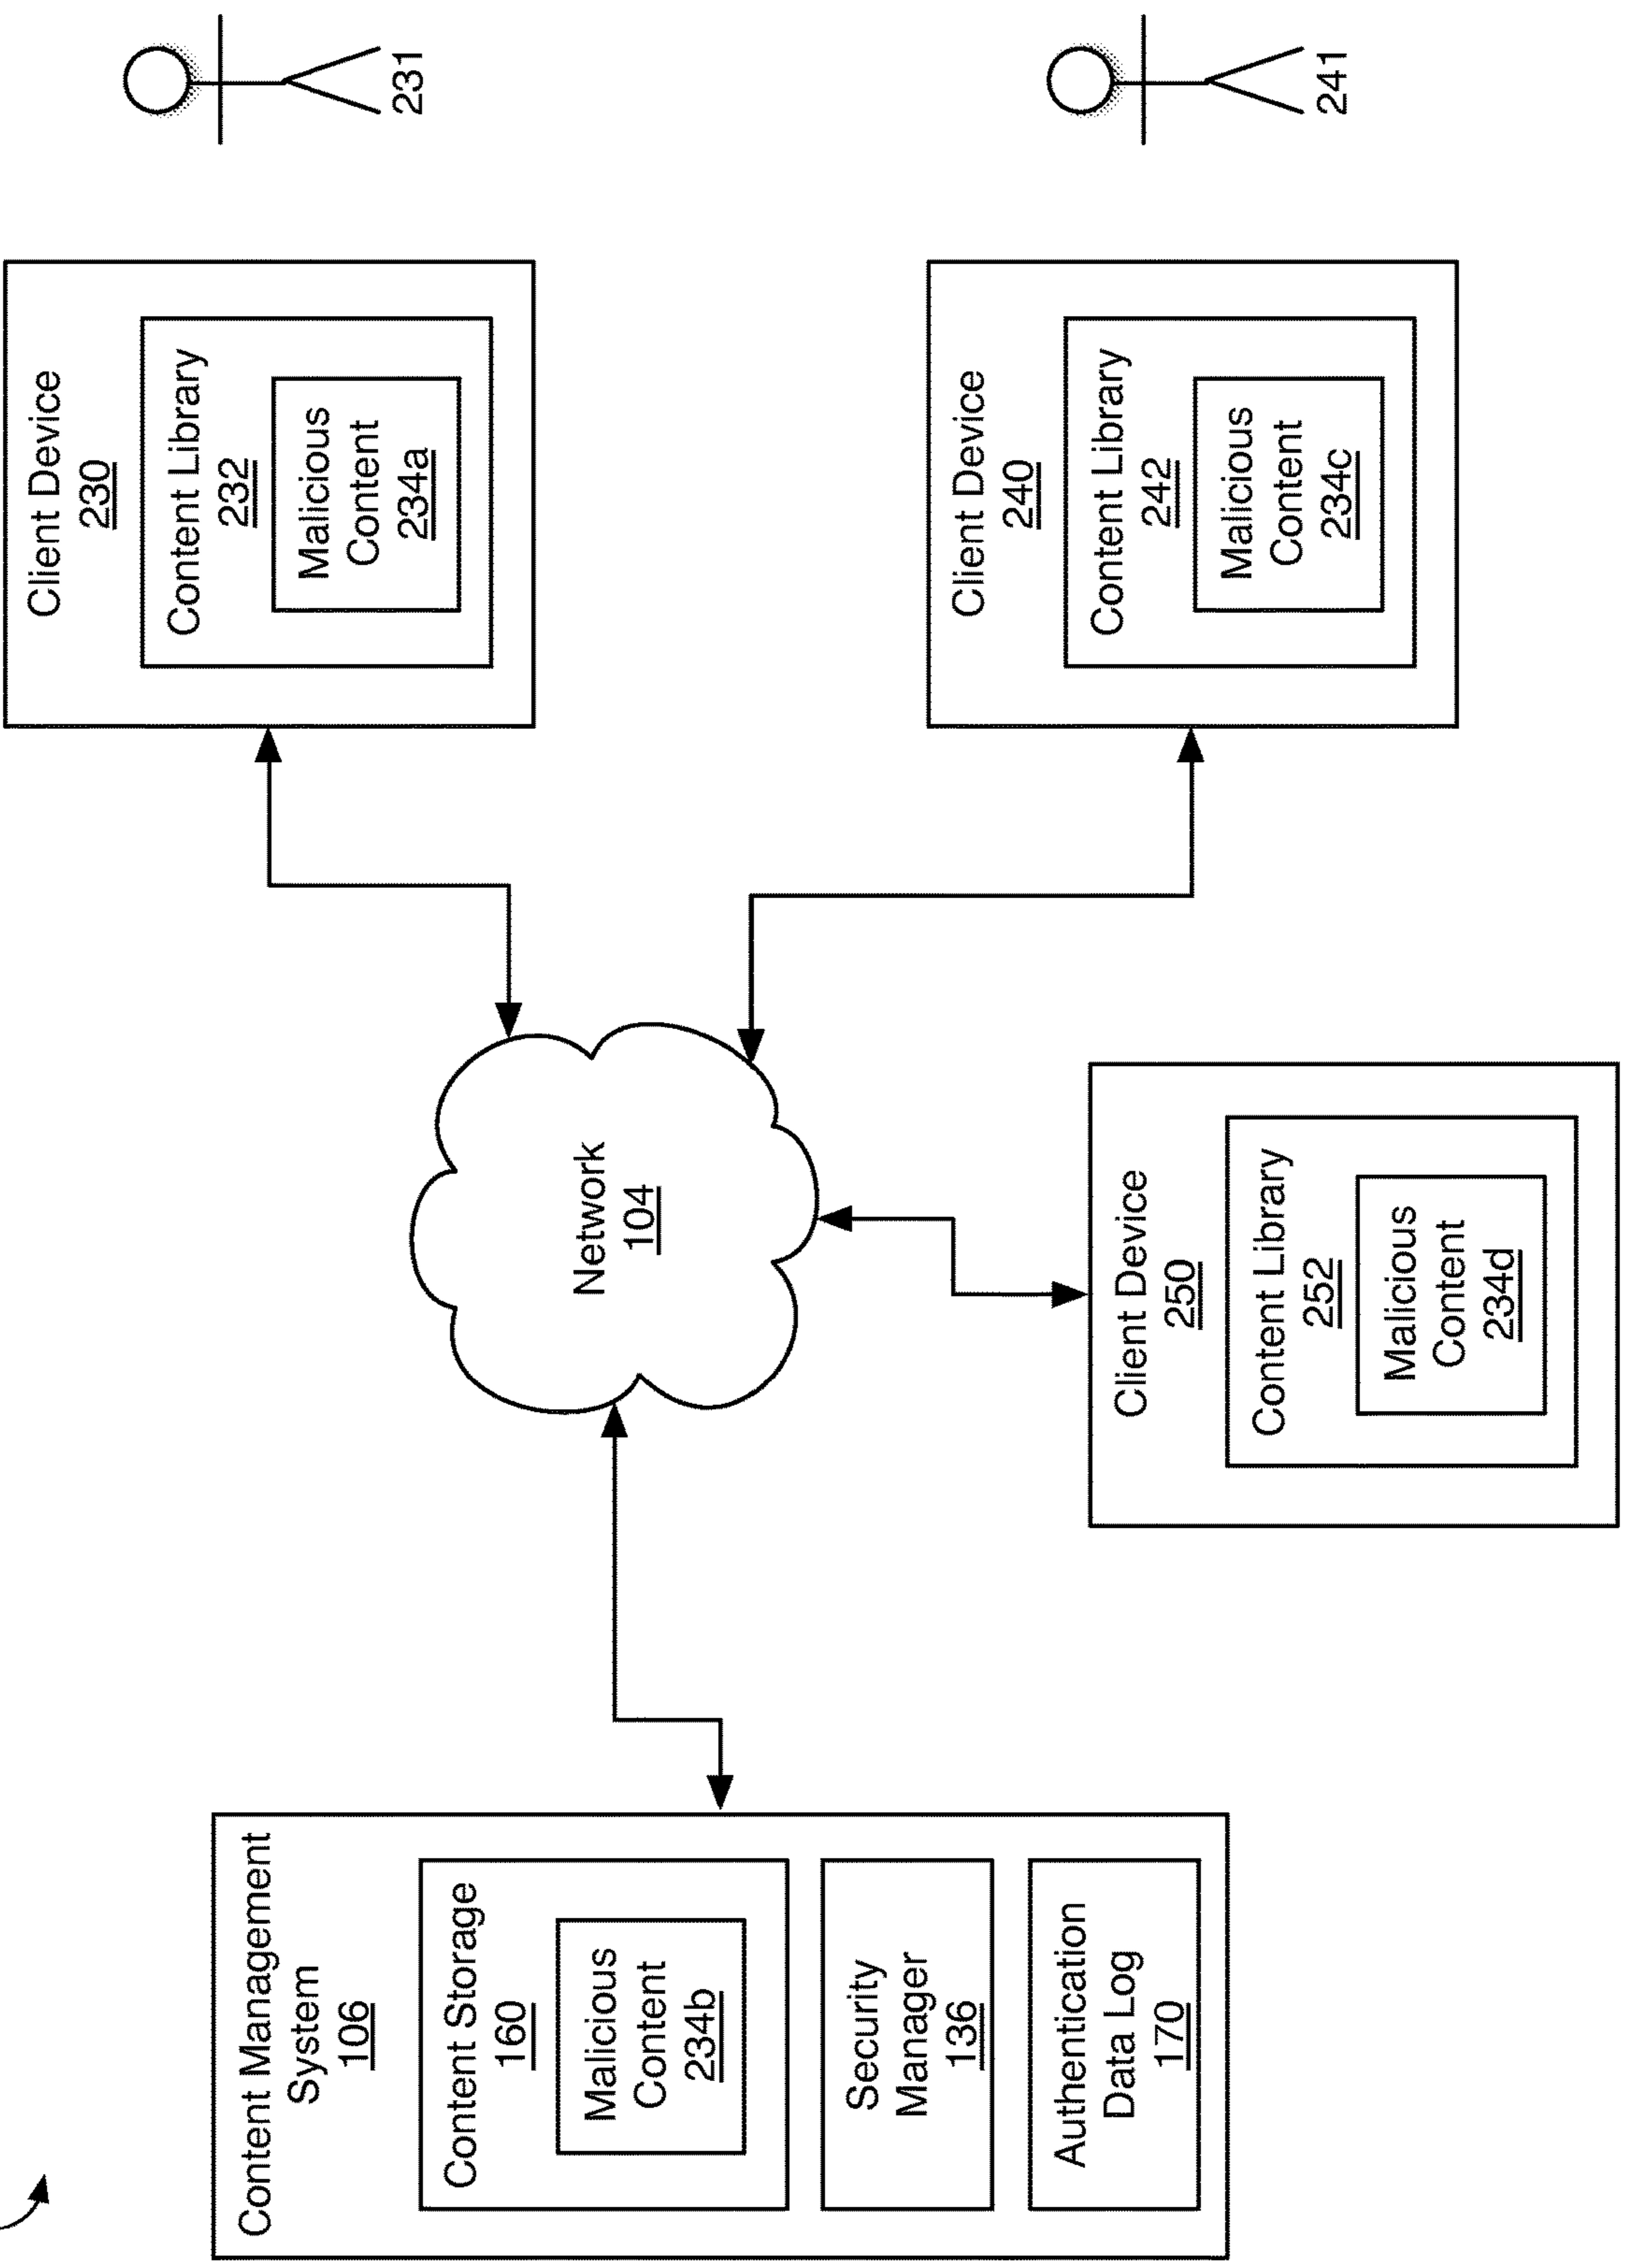 Content Management
System
106
Content Storage
160
Malicious
Content
234b
Security
Manager
136
Authentication
Data Log
170
Network
104
Client Device
250
Content Library
252
Malicious
Content
234d
Client Device
230
Content Library
232
Malicious
Content
234a
231
Client Device
240
Content Library
242
Malicious
Content
234c
241